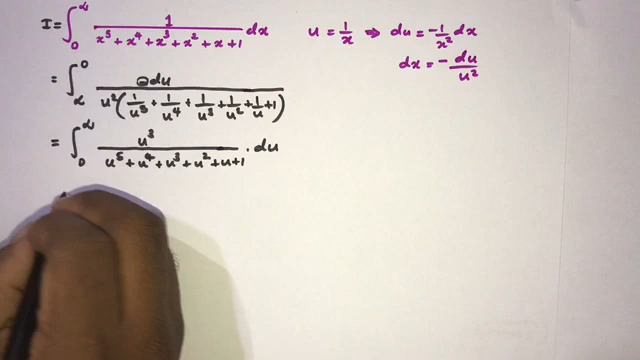 I = ∫₀^∝ 1/(x⁵ + x⁴ + x³ + x² + x + 1) dx    u = 1/x ⇒ du = -1/x² dx
dx = - du/u²
= ∫_∝^0 -du/(u²(1/u⁵ + 1/u⁴ + 1/u³ + 1/u² + 1/u + 1))
= ∫₀^∝ u³/(u⁵ + u⁴ + u³ + u² + u + 1) . du